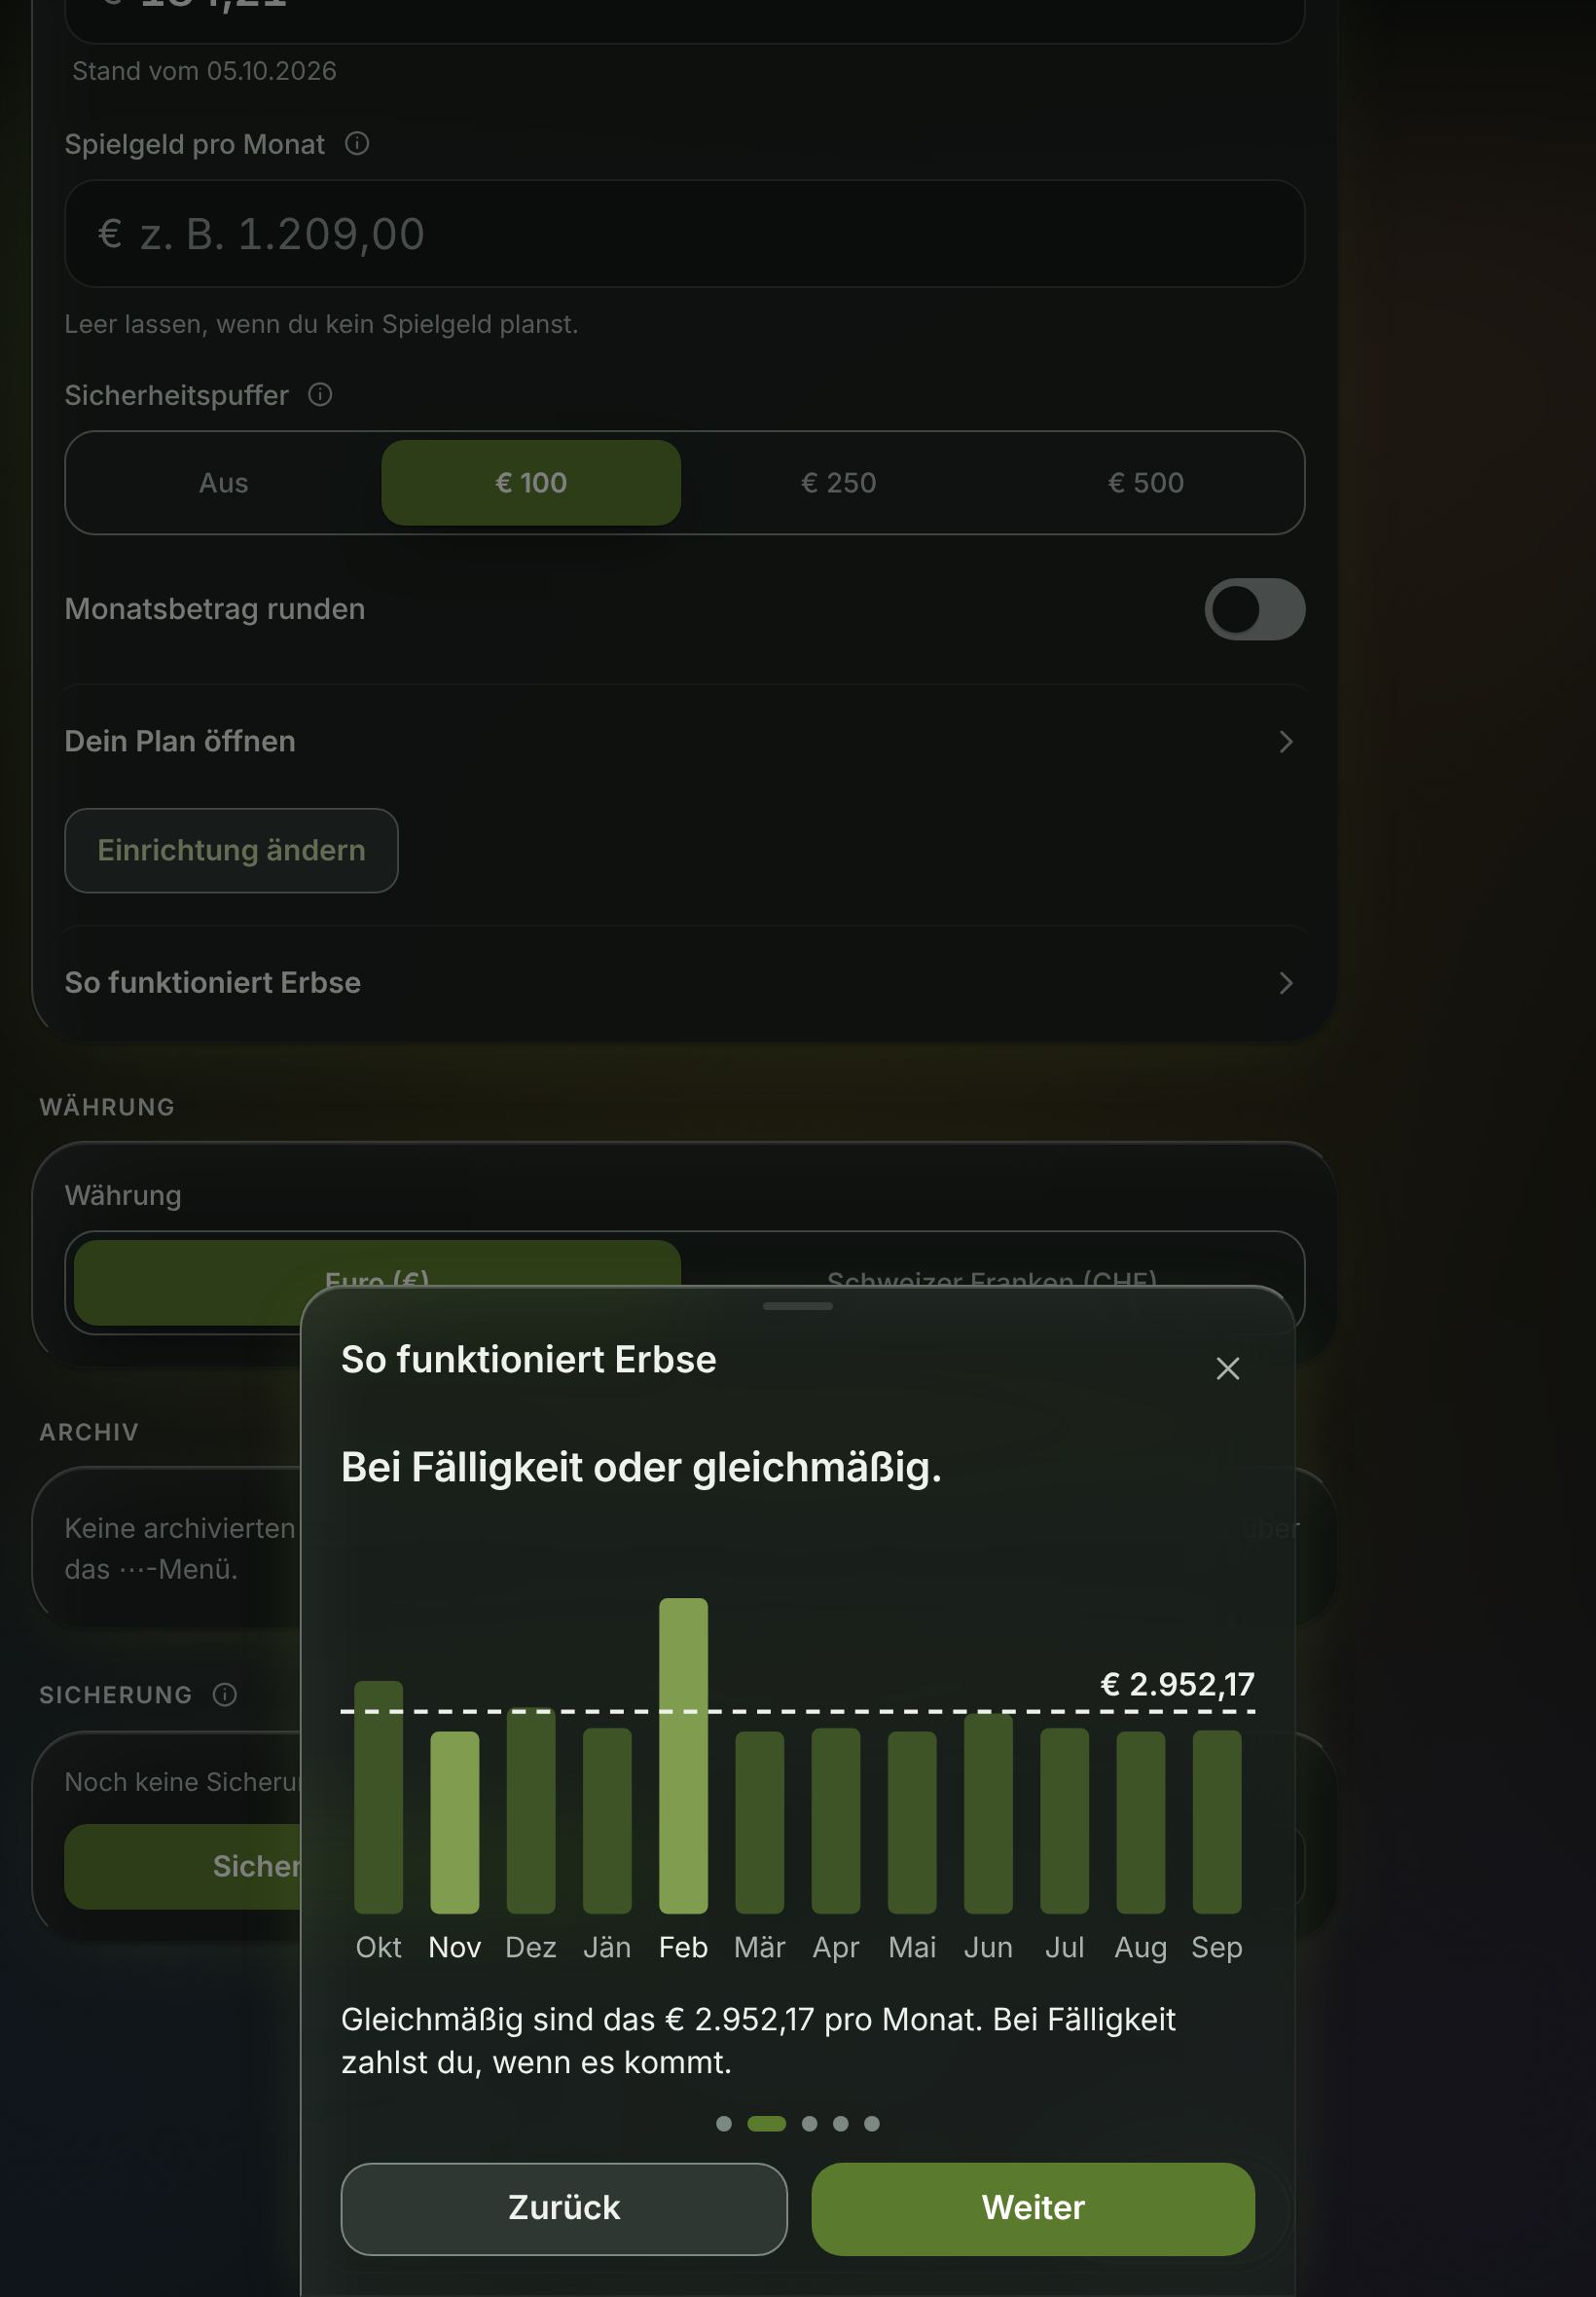 Stand vom 05.10.2026
Spielgeld pro Monat
€ z. B. 1.209,00
Leer lassen, wenn du kein Spielgeld planst.
Sicherheitspuffer
Aus
€ 100
€ 250
€ 500
Monatsbetrag runden
Dein Plan öffnen
Einrichtung ändern
So funktioniert Erbse
WÄHRUNG
Währung
Euro (€)
Schweizer Franken (CHF)
ARCHIV
Keine archivierten
das ···-Menü.
SICHERUNG
Noch keine
So funktioniert Erbse
Bei Fälligkeit oder gleichmäßig.
€ 2.952,17
Okt Nov Dez Jän Feb Mär Apr Mai Jun Jul Aug Sep
Gleichmäßig sind das € 2.952,17 pro Monat. Bei Fälligkeit
zahlst du, wenn es kommt.
Zurück
Weiter